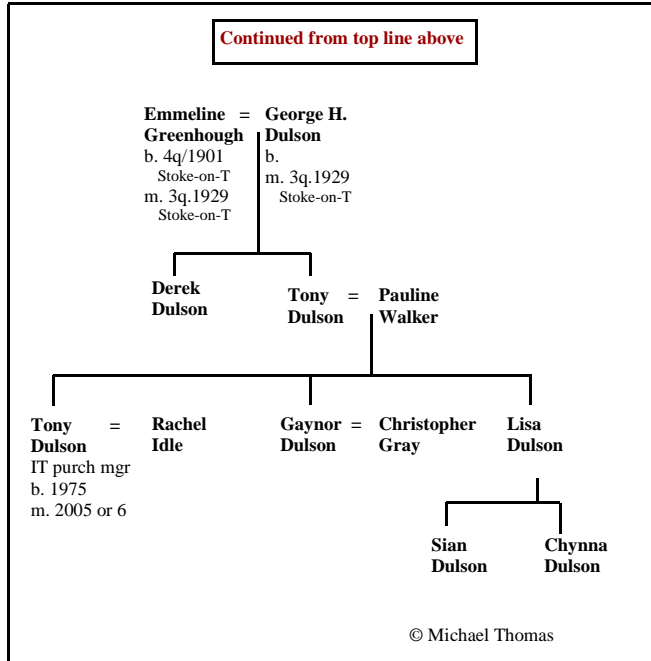 Continued from top line above
Emmeline = George H.
Greenhough Dulson
b. 4q/1901 b.
Stoke-on-T m. 3q.1929
m. 3q.1929 Stoke-on-T
Stoke-on-T
Derek Tony = Pauline
Dulson Dulson Walker
Tony = Rachel Gaynor = Christopher Lisa
Dulson Idle Dulson Gray Dulson
IT purch mgr
b. 1975
m. 2005 or 6
Sian Chynna
Dulson Dulson
© Michael Thomas